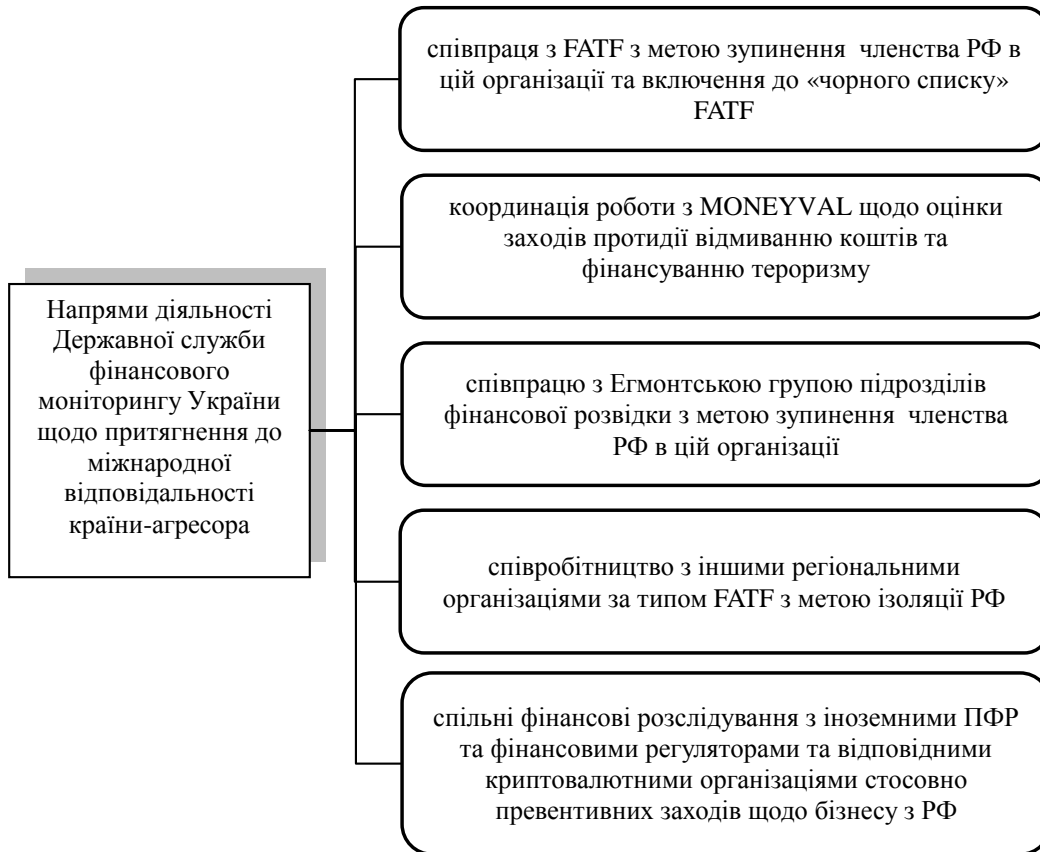 співпраця з FATF з метою зупинення членства РФ в
цій організації та включення до «чорного списку»
FATF
координація роботи з MONEYVAL щодо оцінки
заходів протидії відмиванню коштів та
фінансуванню тероризму
Напрями діяльності
Державної служби
фінансового
моніторингу України
щодо притягнення до
міжнародної
відповідальності
країни-агресора
співпрацю з Егмонтською групою підрозділів
фінансової розвідки з метою зупинення членства
РФ в цій організації
співробітництво з іншими регіональними
організаціями за типом FATF з метою ізоляції РФ
спільні фінансові розслідування з іноземними ПФР
та фінансовими регуляторами та відповідними
криптовалютними організаціями стосовно
превентивних заходів щодо бізнесу з РФ